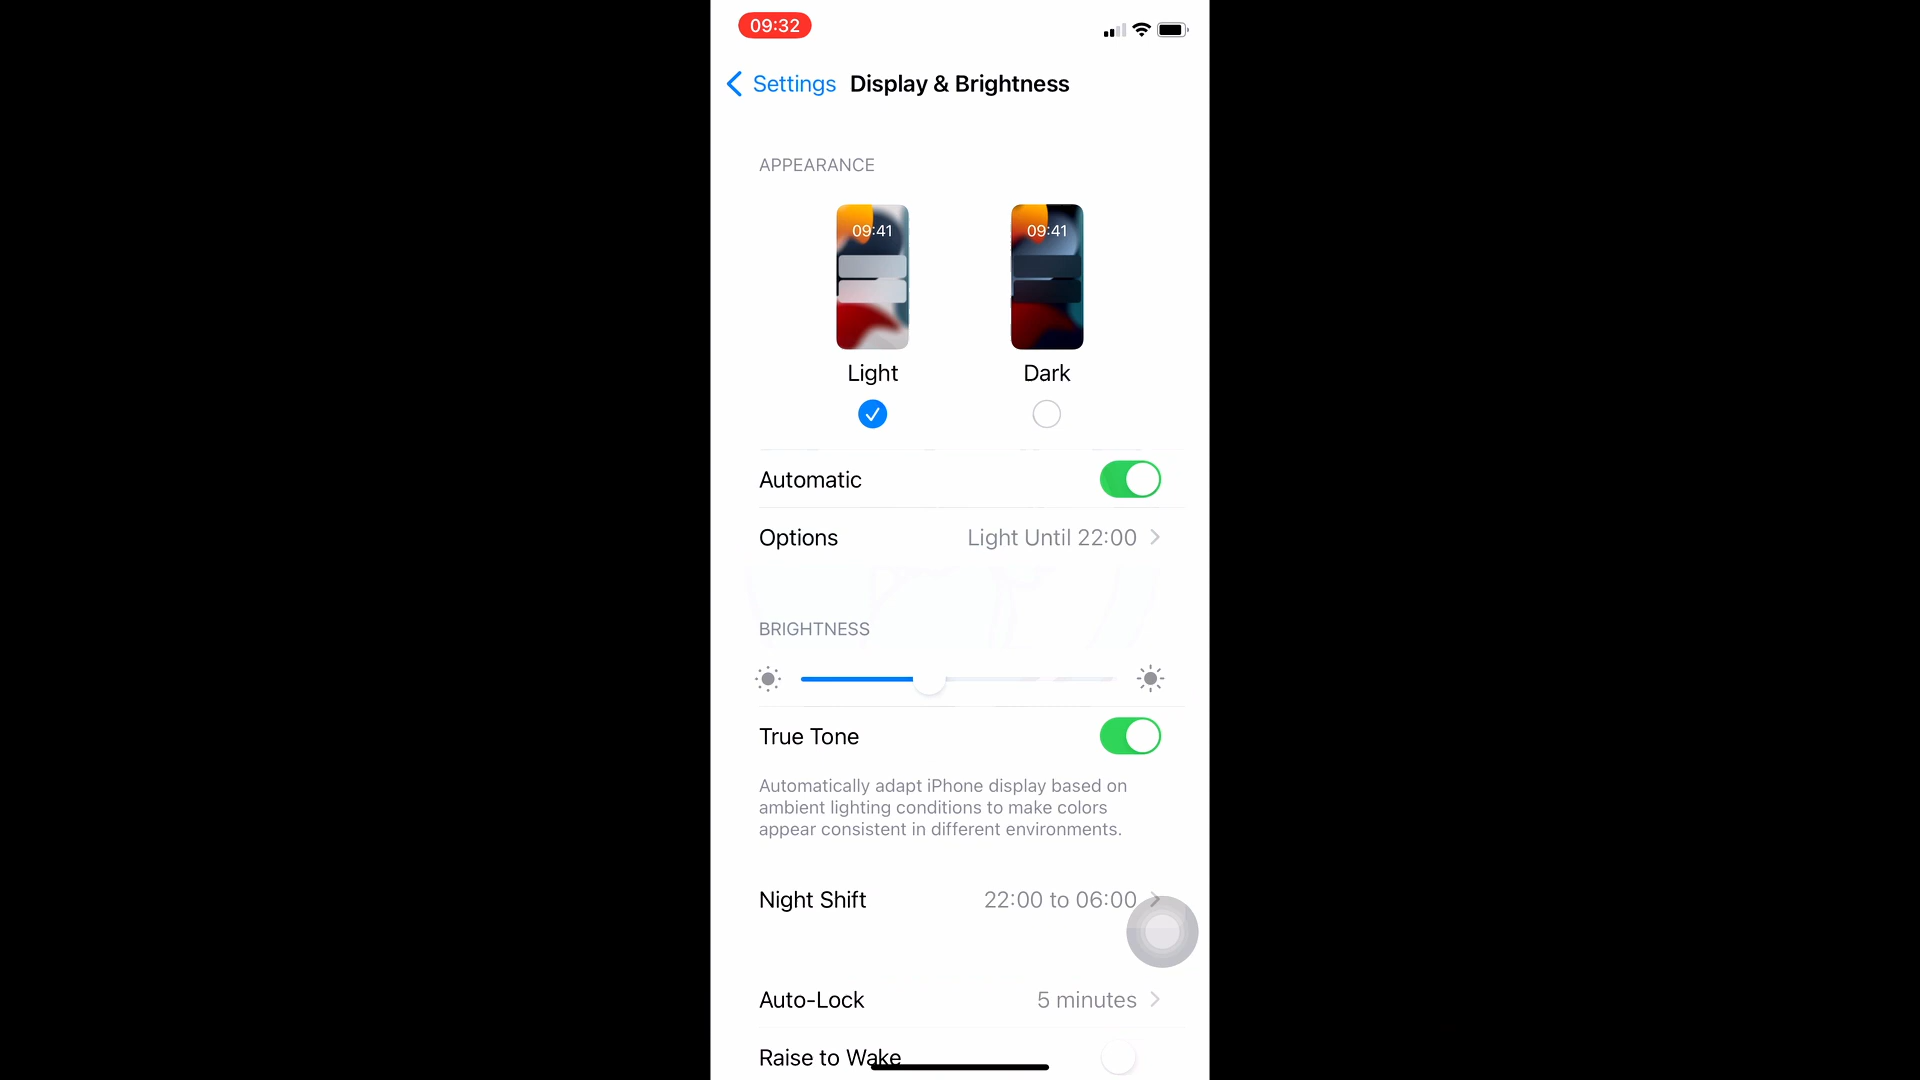 09:32
Settings Display & Brightness
APPEARANCE
09:41 09:41
Light Dark
Automatic
Options Light Until 22:00
BRIGHTNESS
True Tone
Automatically adapt iPhone display based on
ambient lighting conditions to make colors
appear consistent in different environments.
Night Shift 22:00 to 06:00
Auto-Lock 5 minutes
Raise to Wake